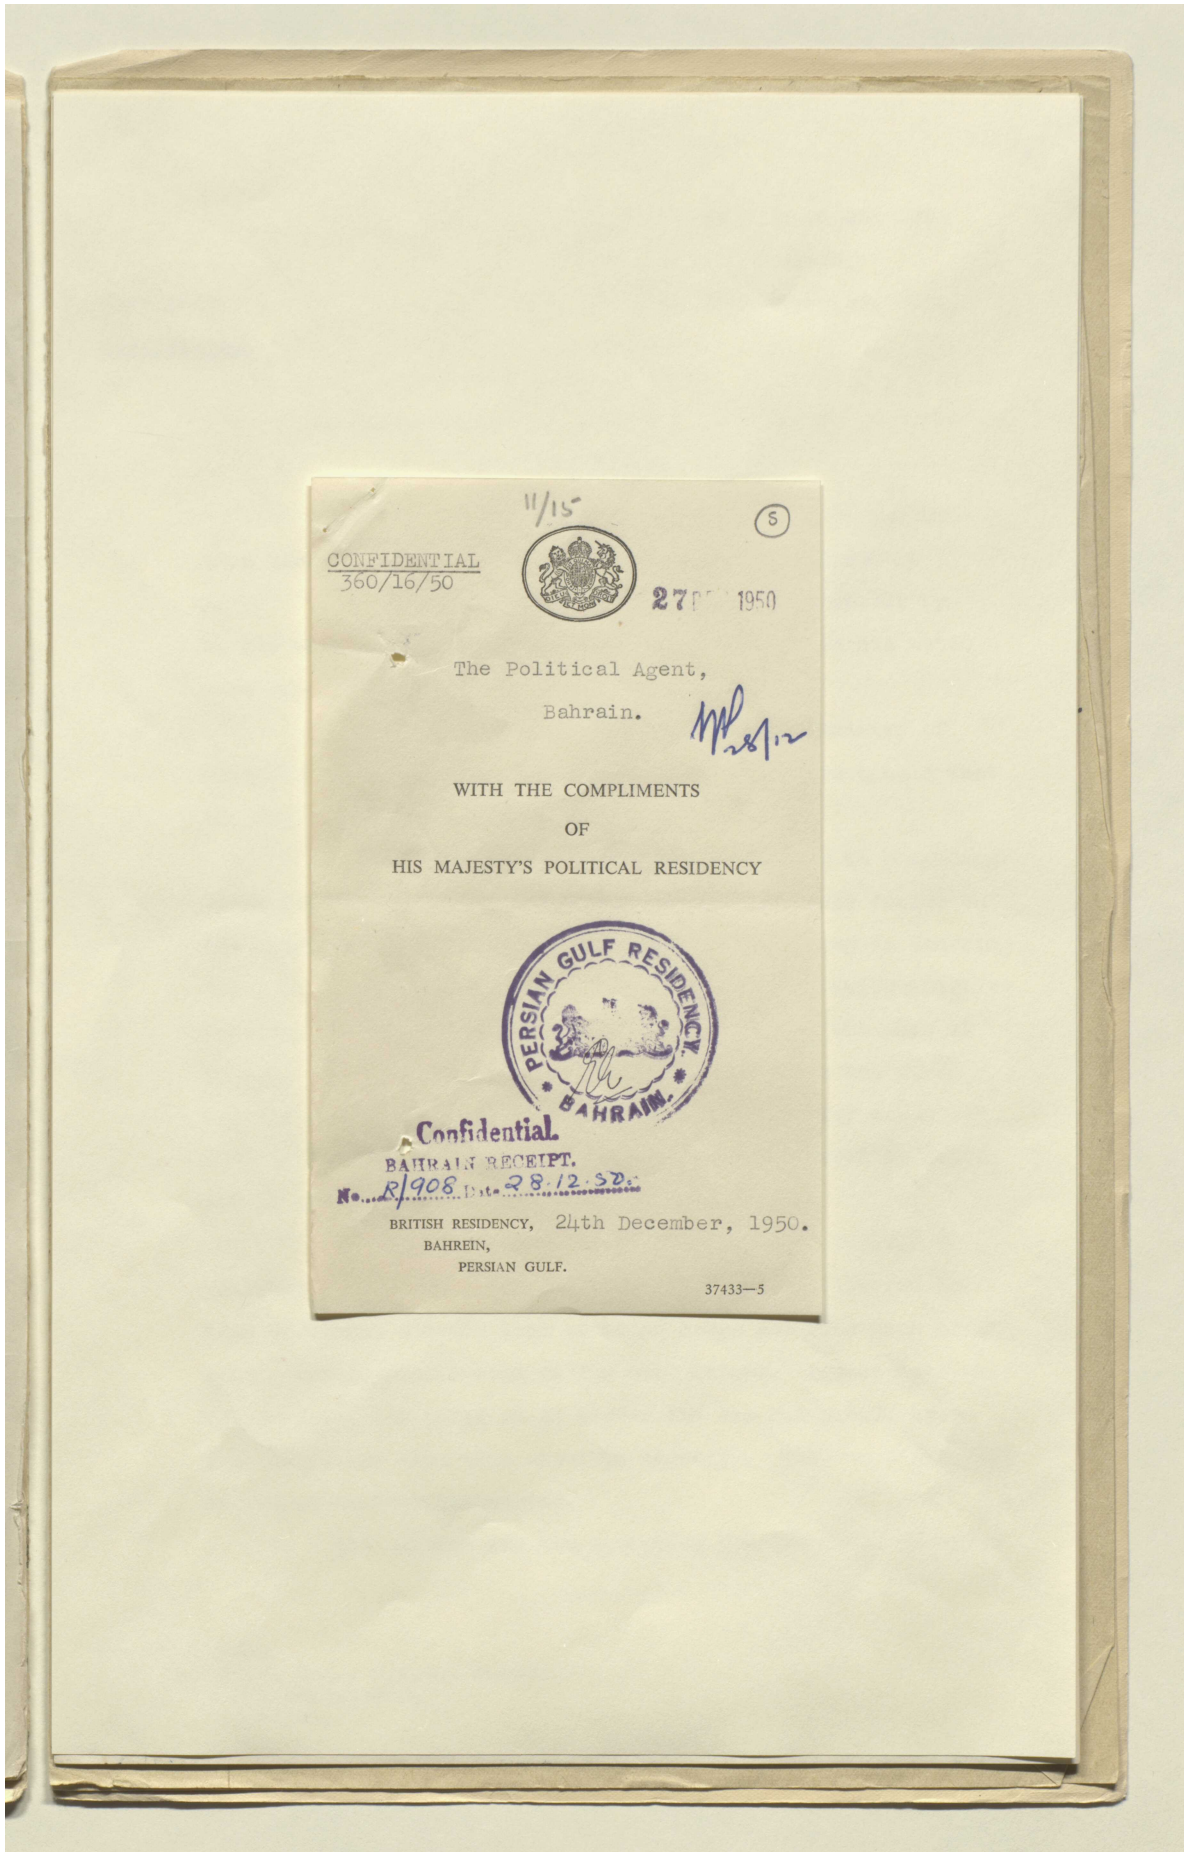 11/15
5
CONFIDENTIAL
360/16/50
27 DEC 1950
The Political Agent,
Bahrain.
28/12
WITH THE COMPLIMENTS
OF
HIS MAJESTY'S POLITICAL RESIDENCY
PERSIAN GULF RESIDENCY.
* BAHRAIN. *
Confidential.
BAHRAIN RECEIPT.
No....R/908 Date 28.12.50.
BRITISH RESIDENCY, 24th December, 1950.
BAHREIN,
PERSIAN GULF.
37433—5